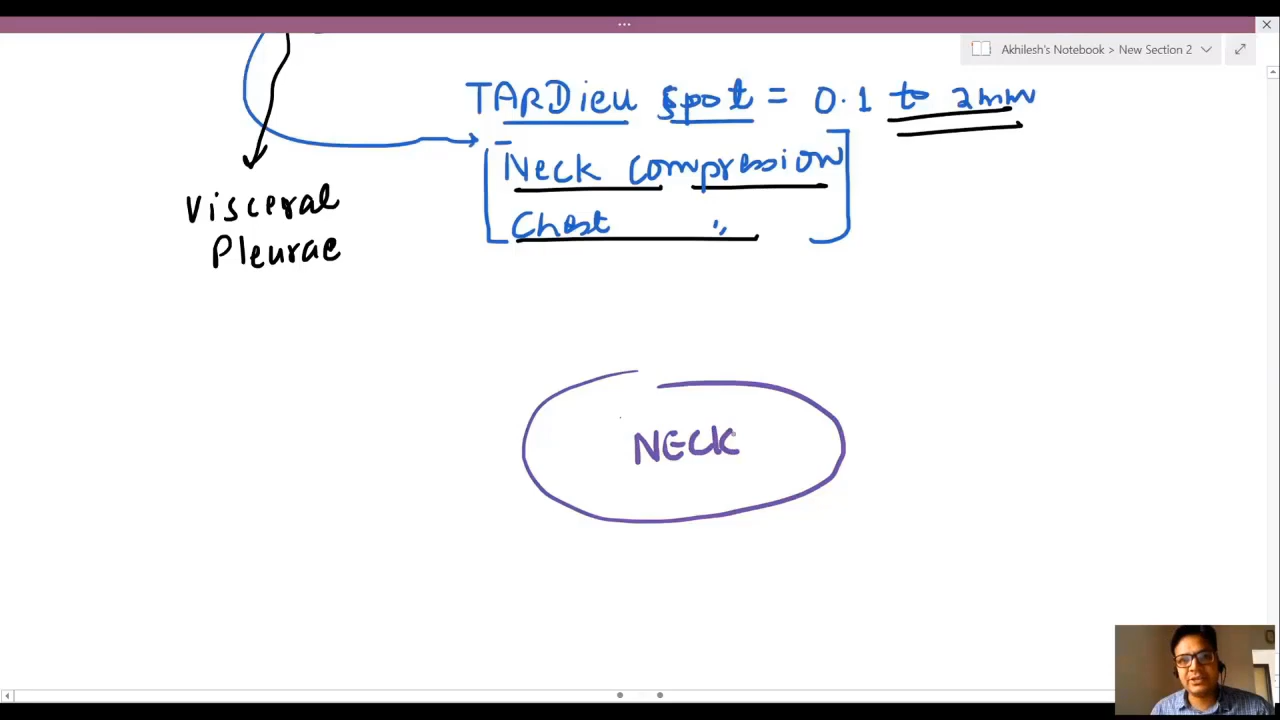 Akhilesh's Notebook > New Section 2
TARDieu spot = 0.1 to 2mm
Neck compression
Chest ״
Visceral
Pleurae
NECK